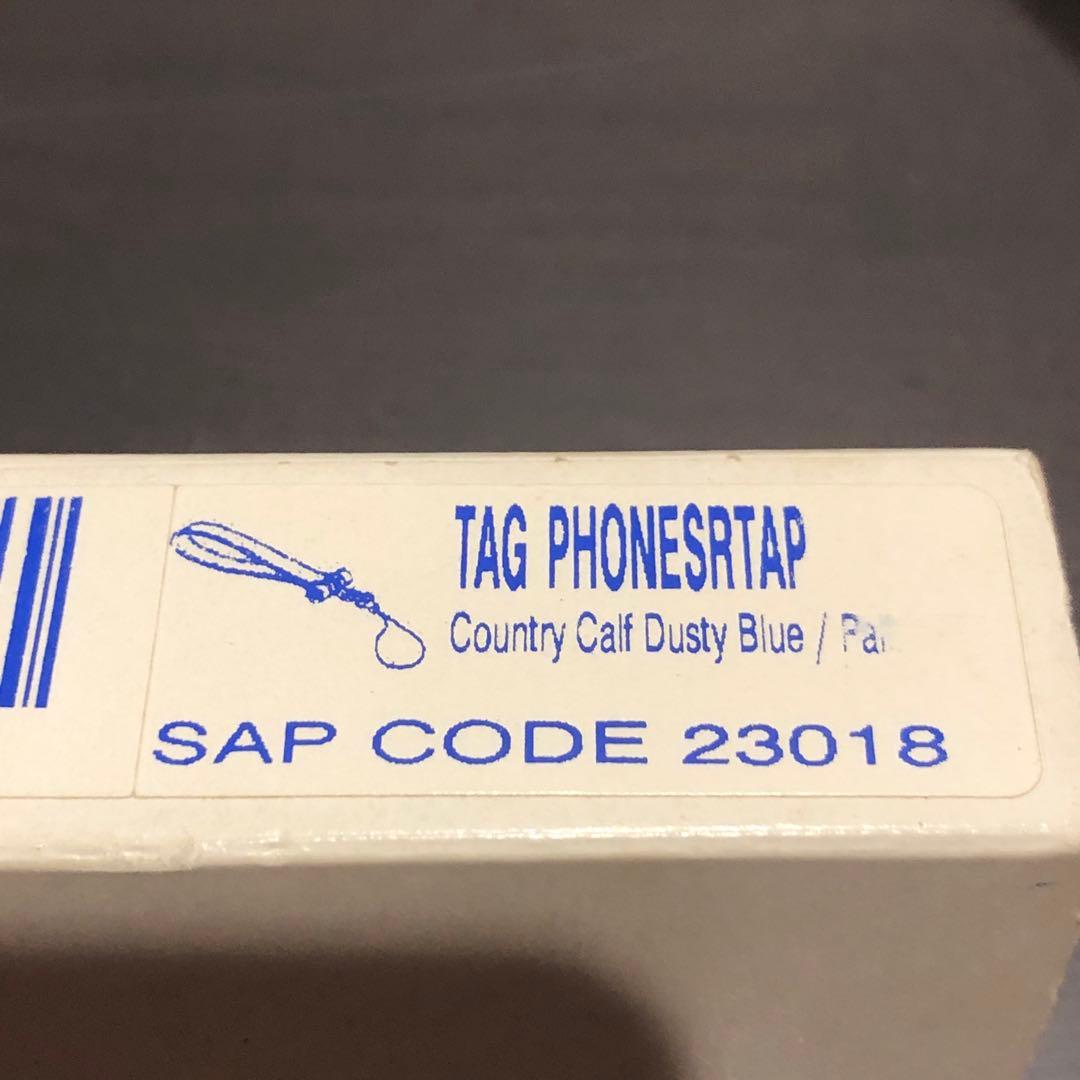 TAG PHONESRTAP
Country Calf Dusty Blue /
SAP CODE 23018